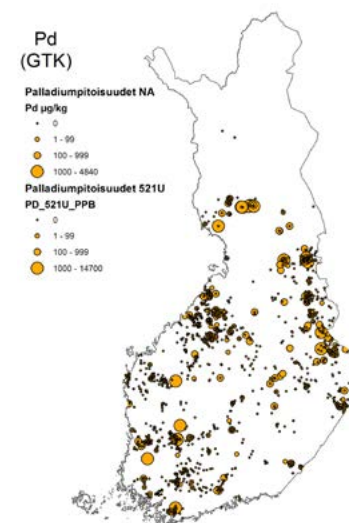 Pd
(GTK)
Palladiumpitoisuudet NA
Pd µg/kg
0
1 - 99
100 - 999
1000 - 4840
Palladiumpitoisuudet 521U
PD_521U_PPB
0
1 - 99
100 - 999
1000 - 14700